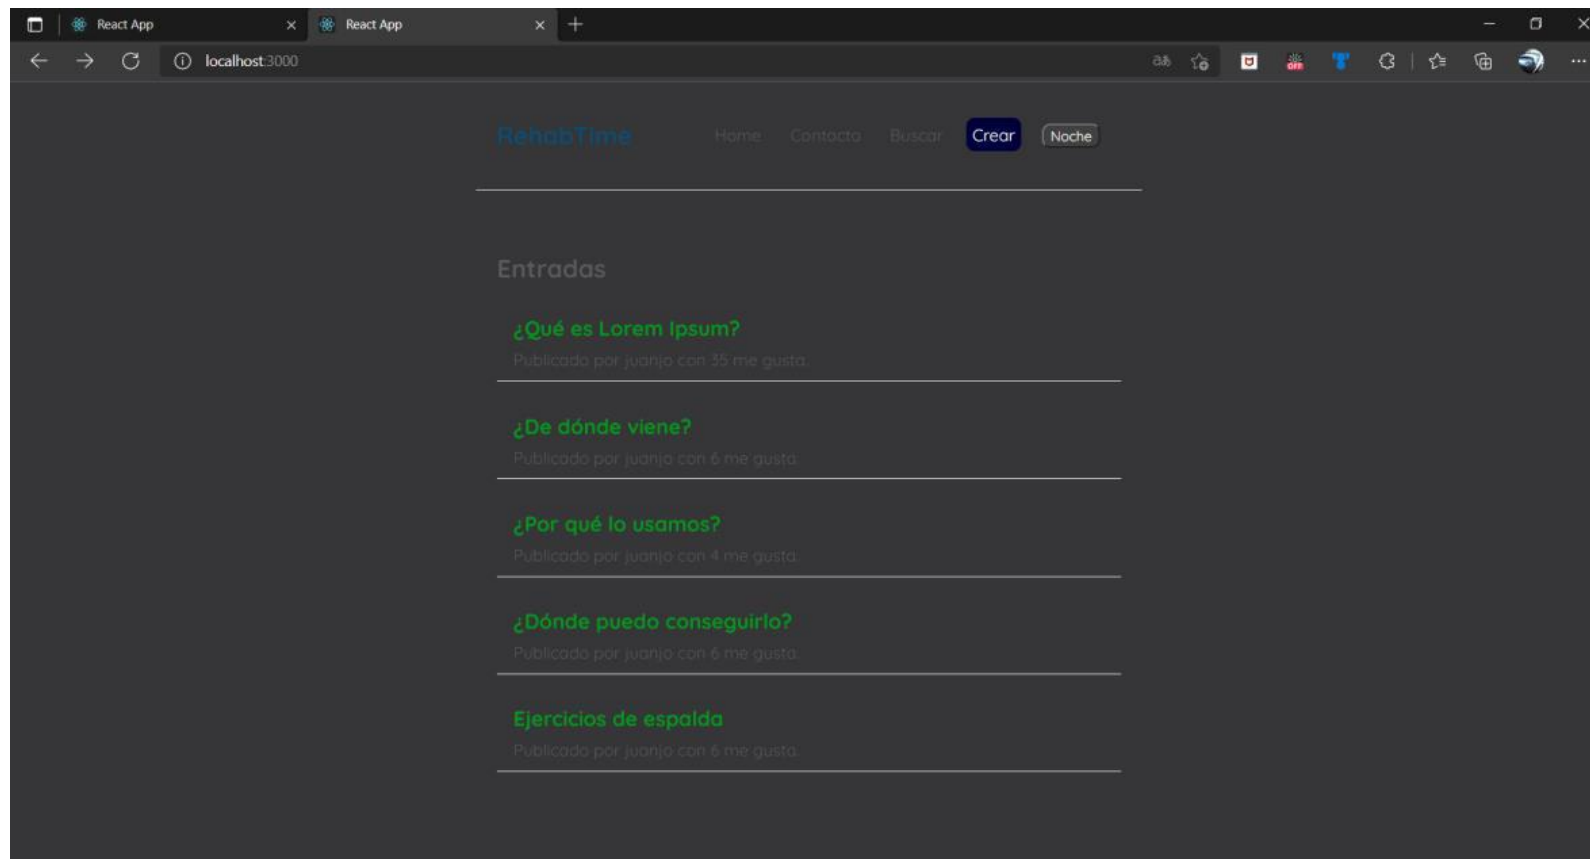 React App
React App
localhost:3000
RehabTime Home Contacto Buscar Crear Noche
Entradas
¿Qué es Lorem Ipsum?
Publicado por juanjo con 35 me gusta.
¿De dónde viene?
Publicado por juanjo con 6 me gusta.
¿Por qué lo usamos?
Publicado por juanjo con 4 me gusta.
¿Dónde puedo conseguirlo?
Publicado por juanjo con 6 me gusta.
Ejercicios de espalda
Publicado por juanjo con 6 me gusta.